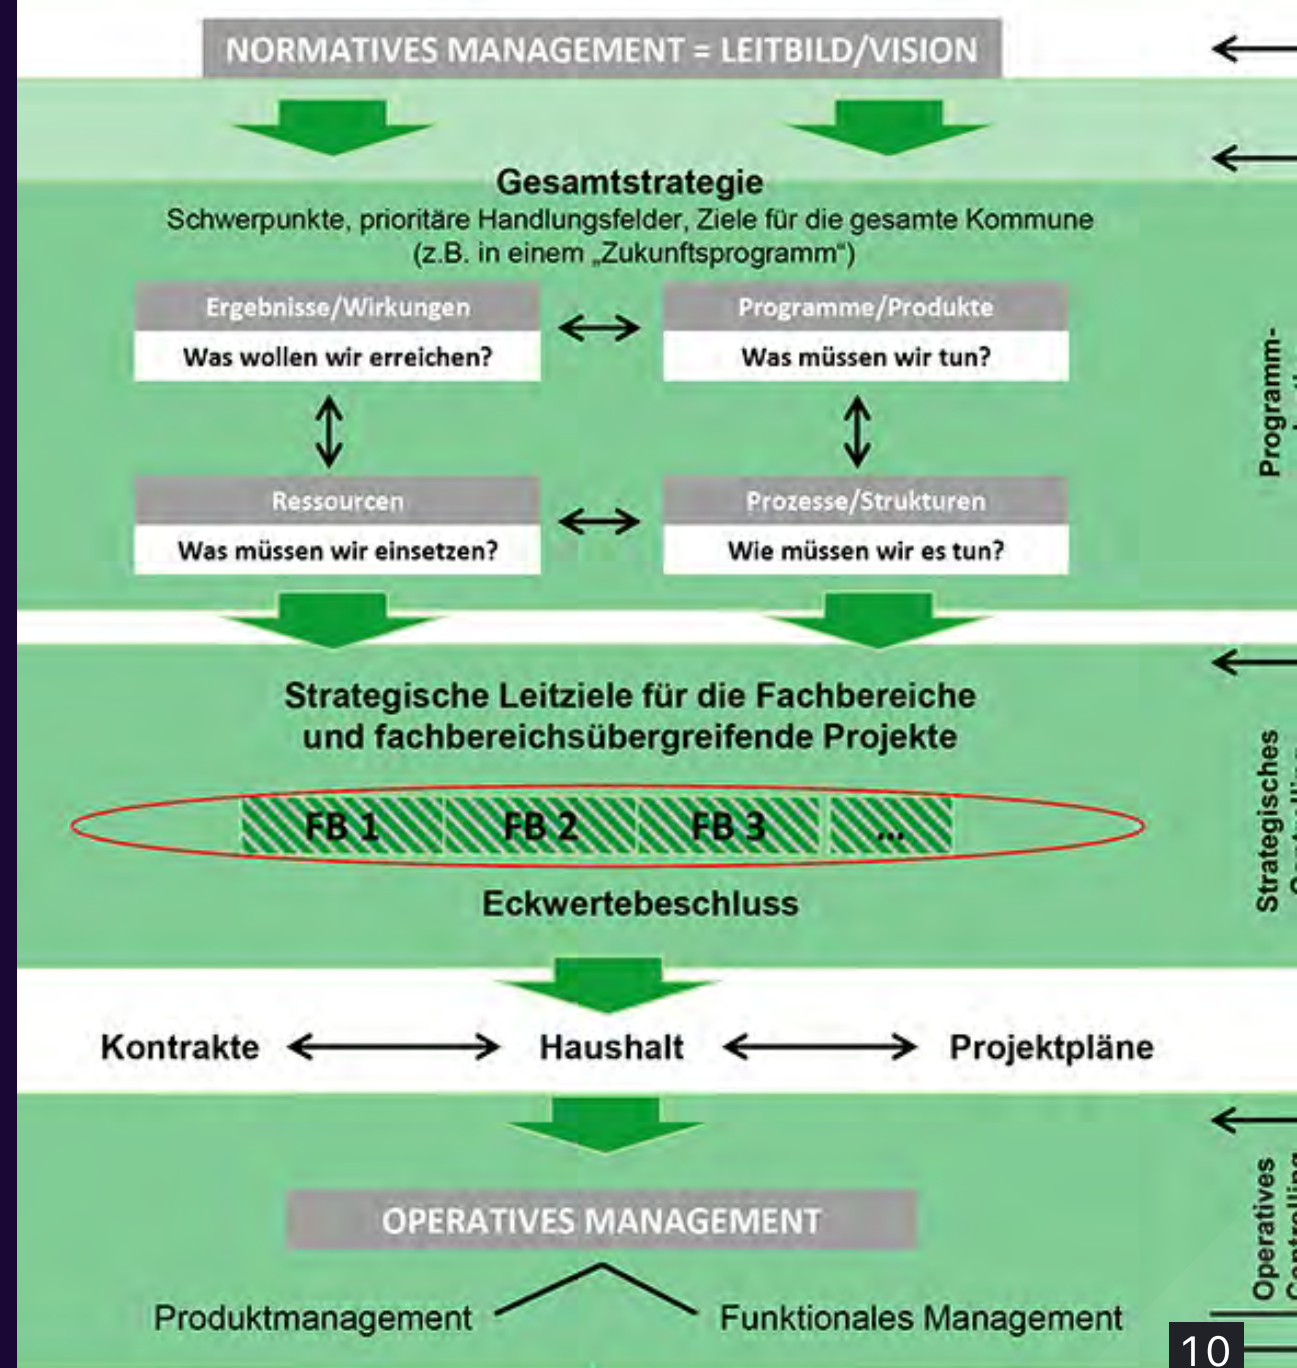 NORMATIVES MANAGEMENT = LEITBILD/VISION
Gesamtstrategie
Schwerpunkte, prioritäre Handlungsfelder, Ziele für die gesamte Kommune
(z.B. in einem „Zukunftsprogramm“)
Ergebnisse/Wirkungen
Was wollen wir erreichen?
Programme/Produkte
Was müssen wir tun?
Ressourcen
Was müssen wir einsetzen?
Prozesse/Strukturen
Wie müssen wir es tun?
Programm-
Strategische Leitziele für die Fachbereiche
und fachbereichsübergreifende Projekte
FB 1 FB 2 FB 3 ...
Eckwertebeschluss
Strategisches
Kontrakte Haushalt Projektpläne
OPERATIVES MANAGEMENT
Produktmanagement Funktionales Management
Operatives
10